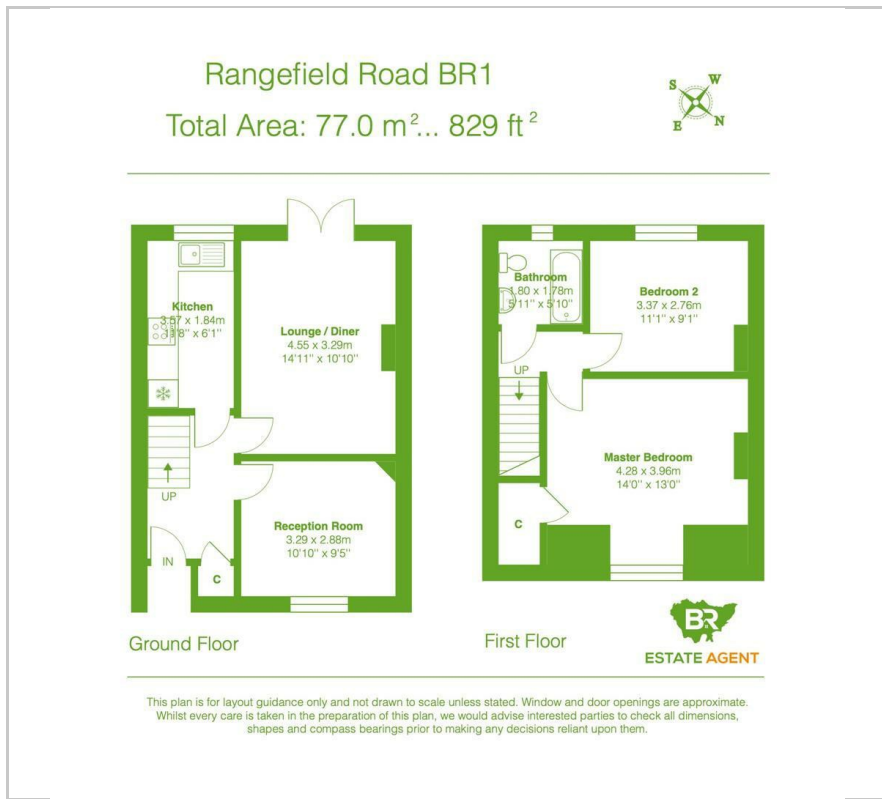 Rangefield Road BR1
Total Area: 77.0 m²... 829 ft²
S W
E N
Kitchen
3.57 x 1.84m
11'8'' x 6'1''
Lounge / Diner
4.55 x 3.29m
14'11'' x 10'10''
UP
Reception Room
3.29 x 2.88m
10'10'' x 9'5''
IN
C
Ground Floor
Bathroom
1.80 x 1.78m
5'11'' x 5'10''
Bedroom 2
3.37 x 2.76m
11'1'' x 9'1''
UP
Master Bedroom
4.28 x 3.96m
14'0'' x 13'0''
C
First Floor
BR
ESTATE AGENT
This plan is for layout guidance only and not drawn to scale unless stated. Window and door openings are approximate.
Whilst every care is taken in the preparation of this plan, we would advise interested parties to check all dimensions,
shapes and compass bearings prior to making any decisions reliant upon them.